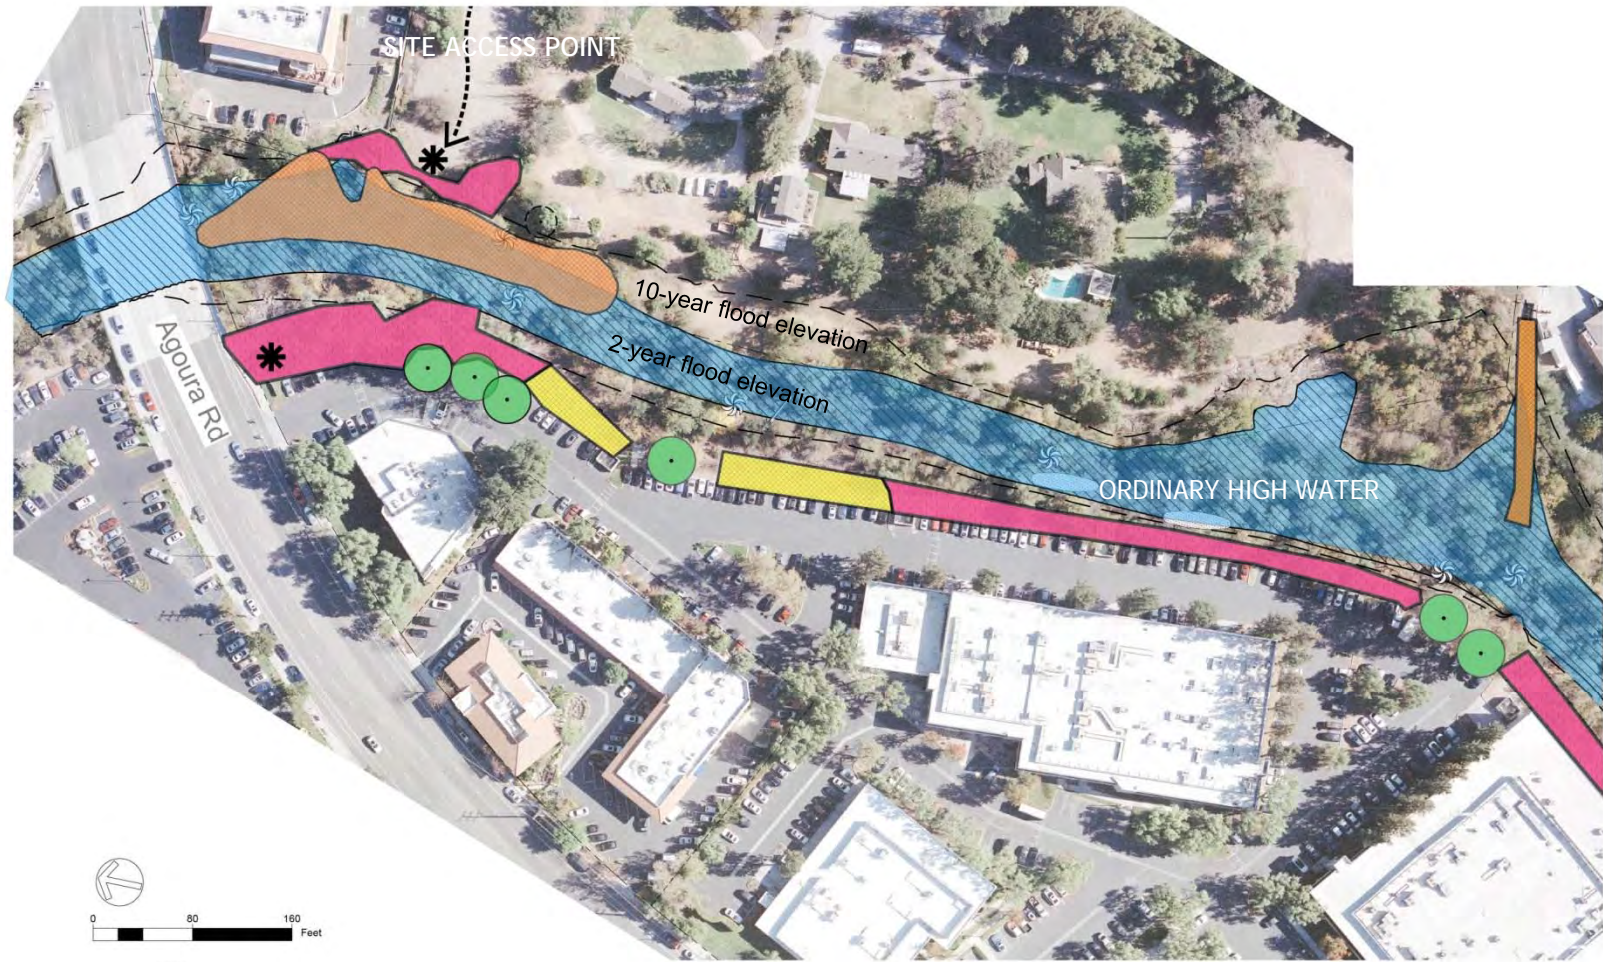 SITE ACCESS POINT
10-year flood elevation
2-year flood elevation
Agoura Rd
ORDINARY HIGH WATER
0 80 160
Feet